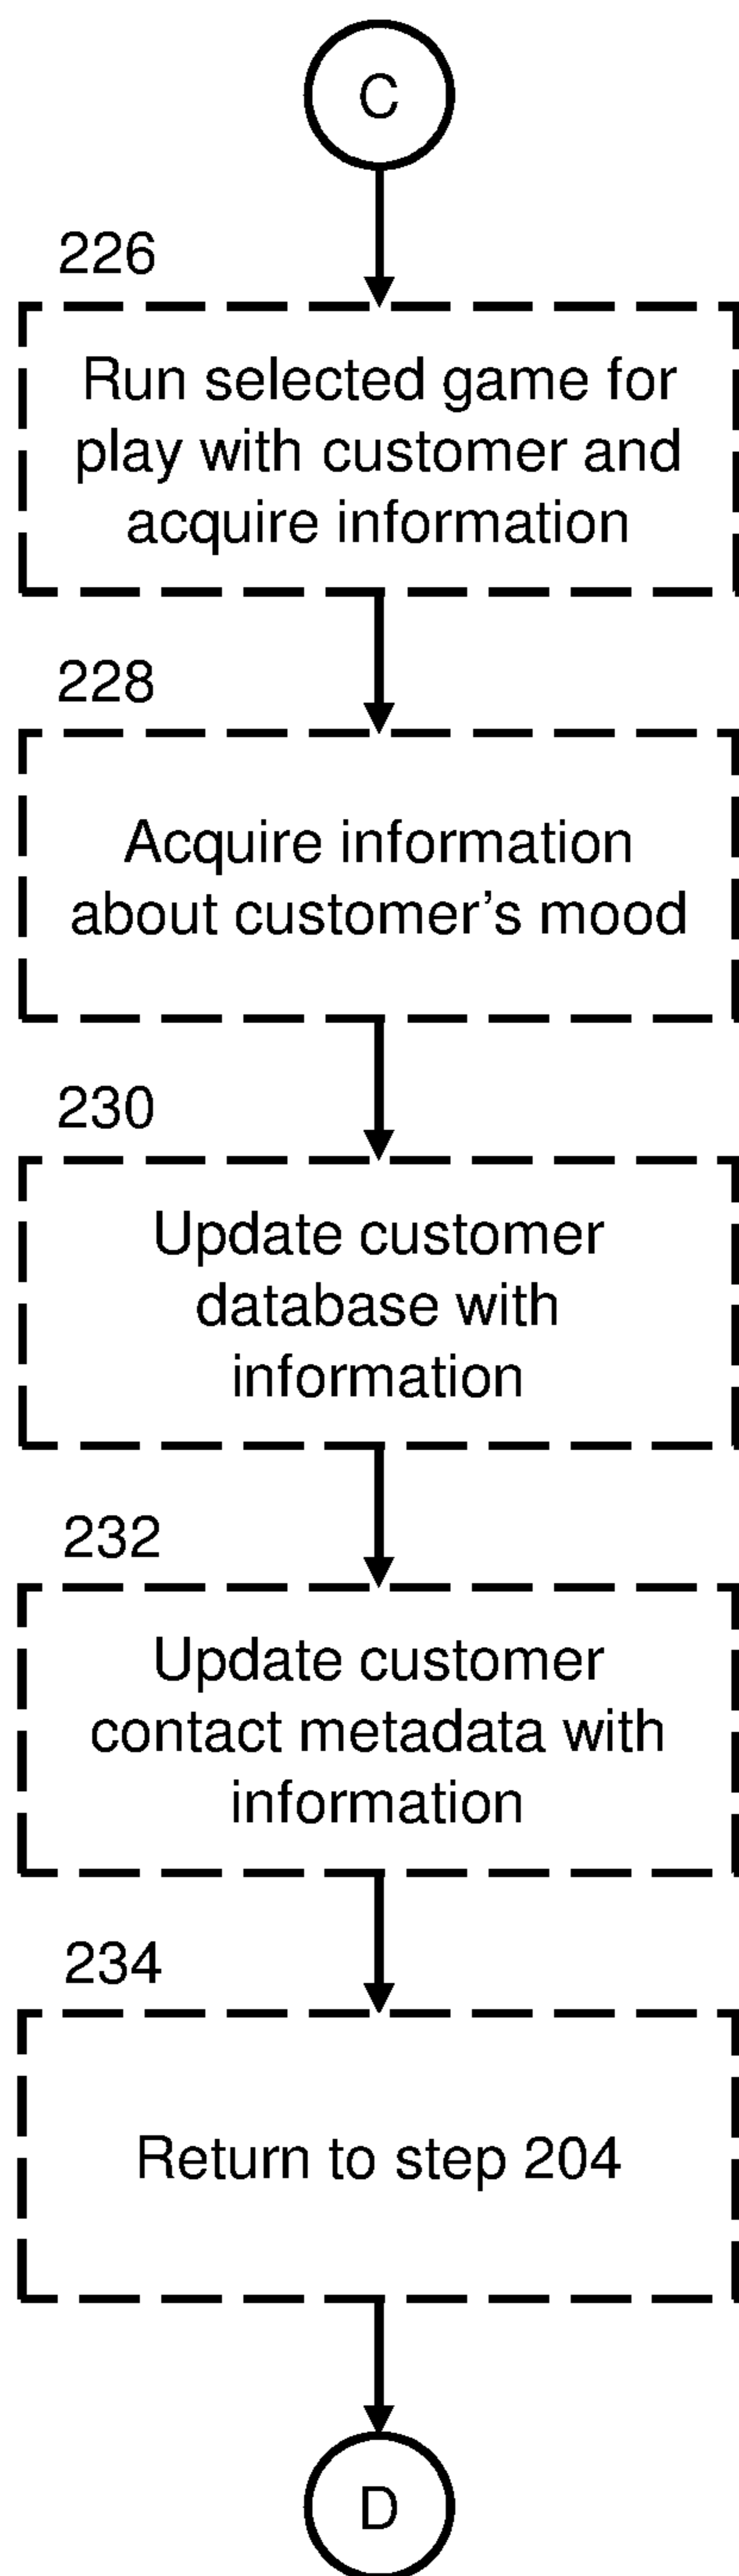 C
226
Run selected game for
play with customer and
acquire information
228
Acquire information
about customer’s mood
230
Update customer
database with
information
232
Update customer
contact metadata with
information
234
Return to step 204
D